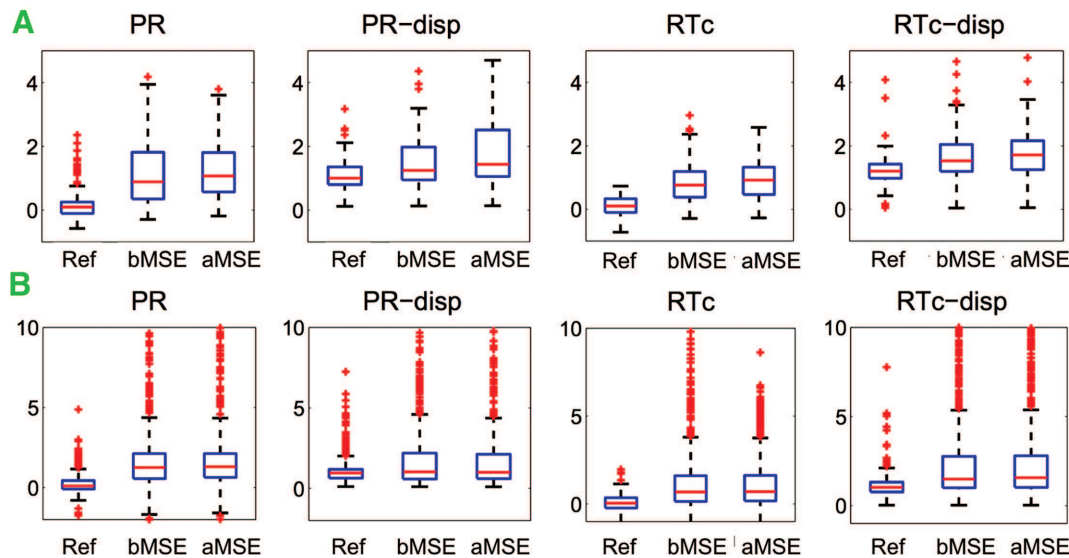 A
PR PR-disp RTc RTc-disp
4 4 4 4
2 2 2 2
0 0 0 0
Ref bMSE aMSE Ref bMSE aMSE Ref bMSE aMSE Ref bMSE aMSE
B
PR PR-disp RTc RTc-disp
10 10 10 10
5 5 5 5
0 0 0 0
Ref bMSE aMSE Ref bMSE aMSE Ref bMSE aMSE Ref bMSE aMSE